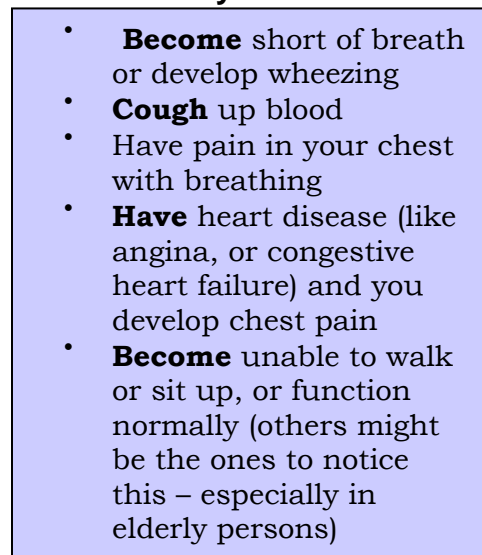 • Become short of breath
or develop wheezing
• Cough up blood
• Have pain in your chest
with breathing
• Have heart disease (like
angina, or congestive
heart failure) and you
develop chest pain
• Become unable to walk
or sit up, or function
normally (others might
be the ones to notice
this – especially in
elderly persons)